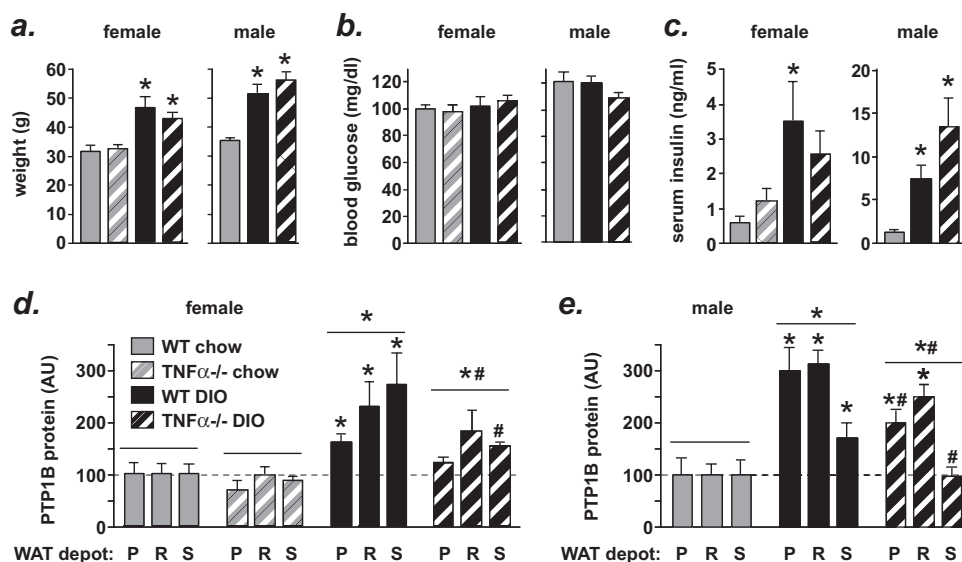 a.
female
male
weight (g)
60
50
40
30
20
10
0
* * * *
b.
female
male
blood glucose (mg/dl)
120
100
80
60
40
20
0
c.
female
male
serum insulin (ng/ml)
5
4
3
2
1
0
*
20
15
10
5
0
* *
d.
female
WT chow
TNFα-/- chow
WT DIO
TNFα-/- DIO
PTP1B protein (AU)
300
200
100
0
*
* * *
*#
#
WAT depot: P R S P R S P R S P R S
e.
male
PTP1B protein (AU)
300
200
100
0
*
* * *
*#
*# * #
WAT depot: P R S P R S P R S